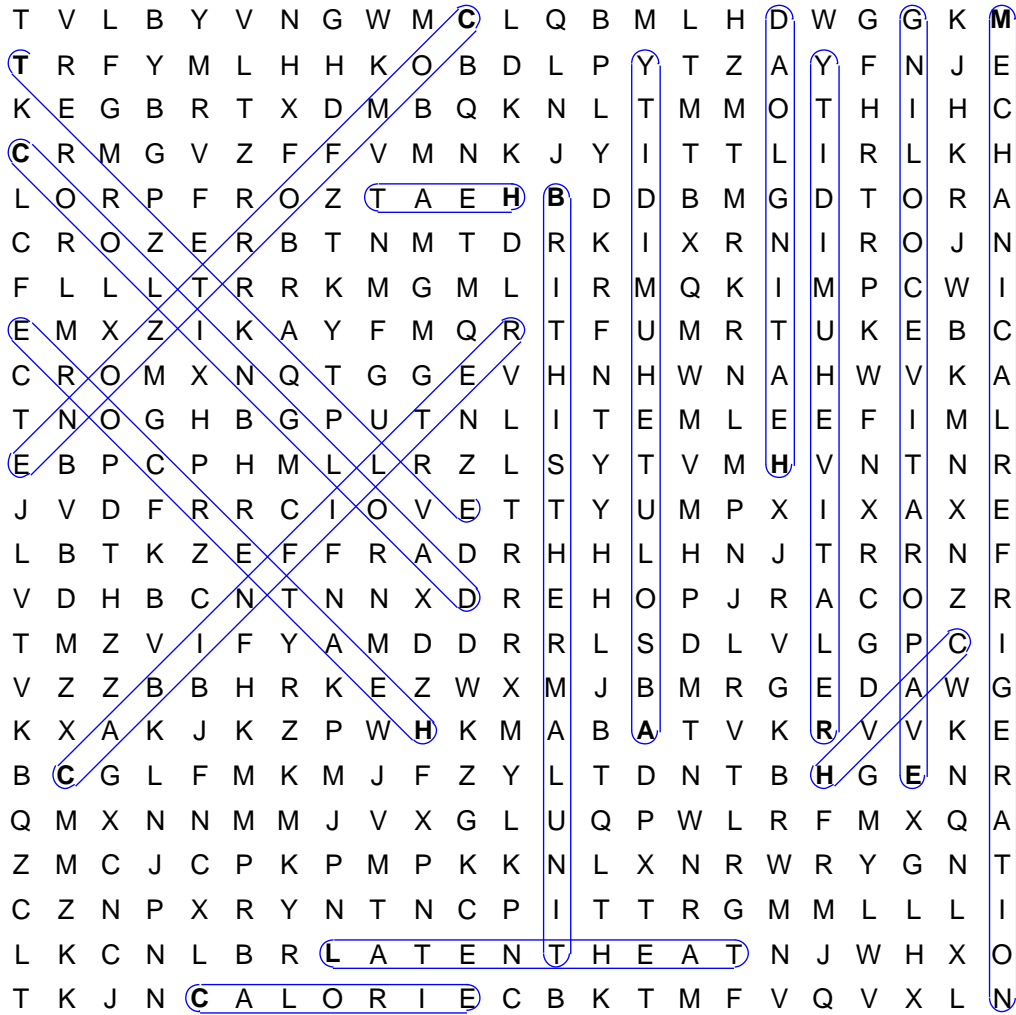 T V L B Y V N G W M C L Q B M L H D W G G K M
T R F Y M L H H K O B D L P Y T Z A Y F N J E
K E G B R T X D M B Q K N L T M M O T H I H C
C R M G V Z F F V M N K J Y I T T L I R L K H
L O R P F R O Z T A E H B D D B M G D T O R A
C R O Z E R B T N M T D R K I X R N I R O J N
F L L L T R R K M G M L I R M Q K I M P C W I
E M X Z I K A Y F M Q R T F U M R T U K E B C
C R O M X N Q T G G E V H N H W N A H W V K A
T N O G H B G P U T N L I T E M L E E F I M L
E B P C P H M L L R Z L S Y T V M H V N T N R
J V D F R R C I O V E T T Y U M P X I X A X E
L B T K Z E F F R A D R H H L H N J T R R N F
V D H B C N T N N X D R E H O P J R A C O Z R
T M Z V I F Y A M D D R R L S D L V L G P C I
V Z Z B B H R K E Z W X M J B M R G E D A W G
K X A K J K Z P W H K M A B A T V K R V V K E
B C G L F M K M J F Z Y L T D N T B H G E N R
Q M X N N M M J V X G L U Q P W L R F M X Q A
Z M C J C P K P M P K K N L X N R W R Y G N T
C Z N P X R Y N T N C P I T T R G M M L L L I
L K C N L B R L A T E N T H E A T N J W H X O
T K J N C A L O R I E C B K T M F V Q V X L N